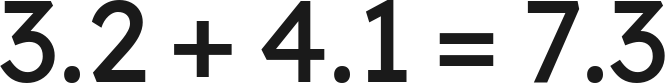 3.2 + 4.1 = 7.3